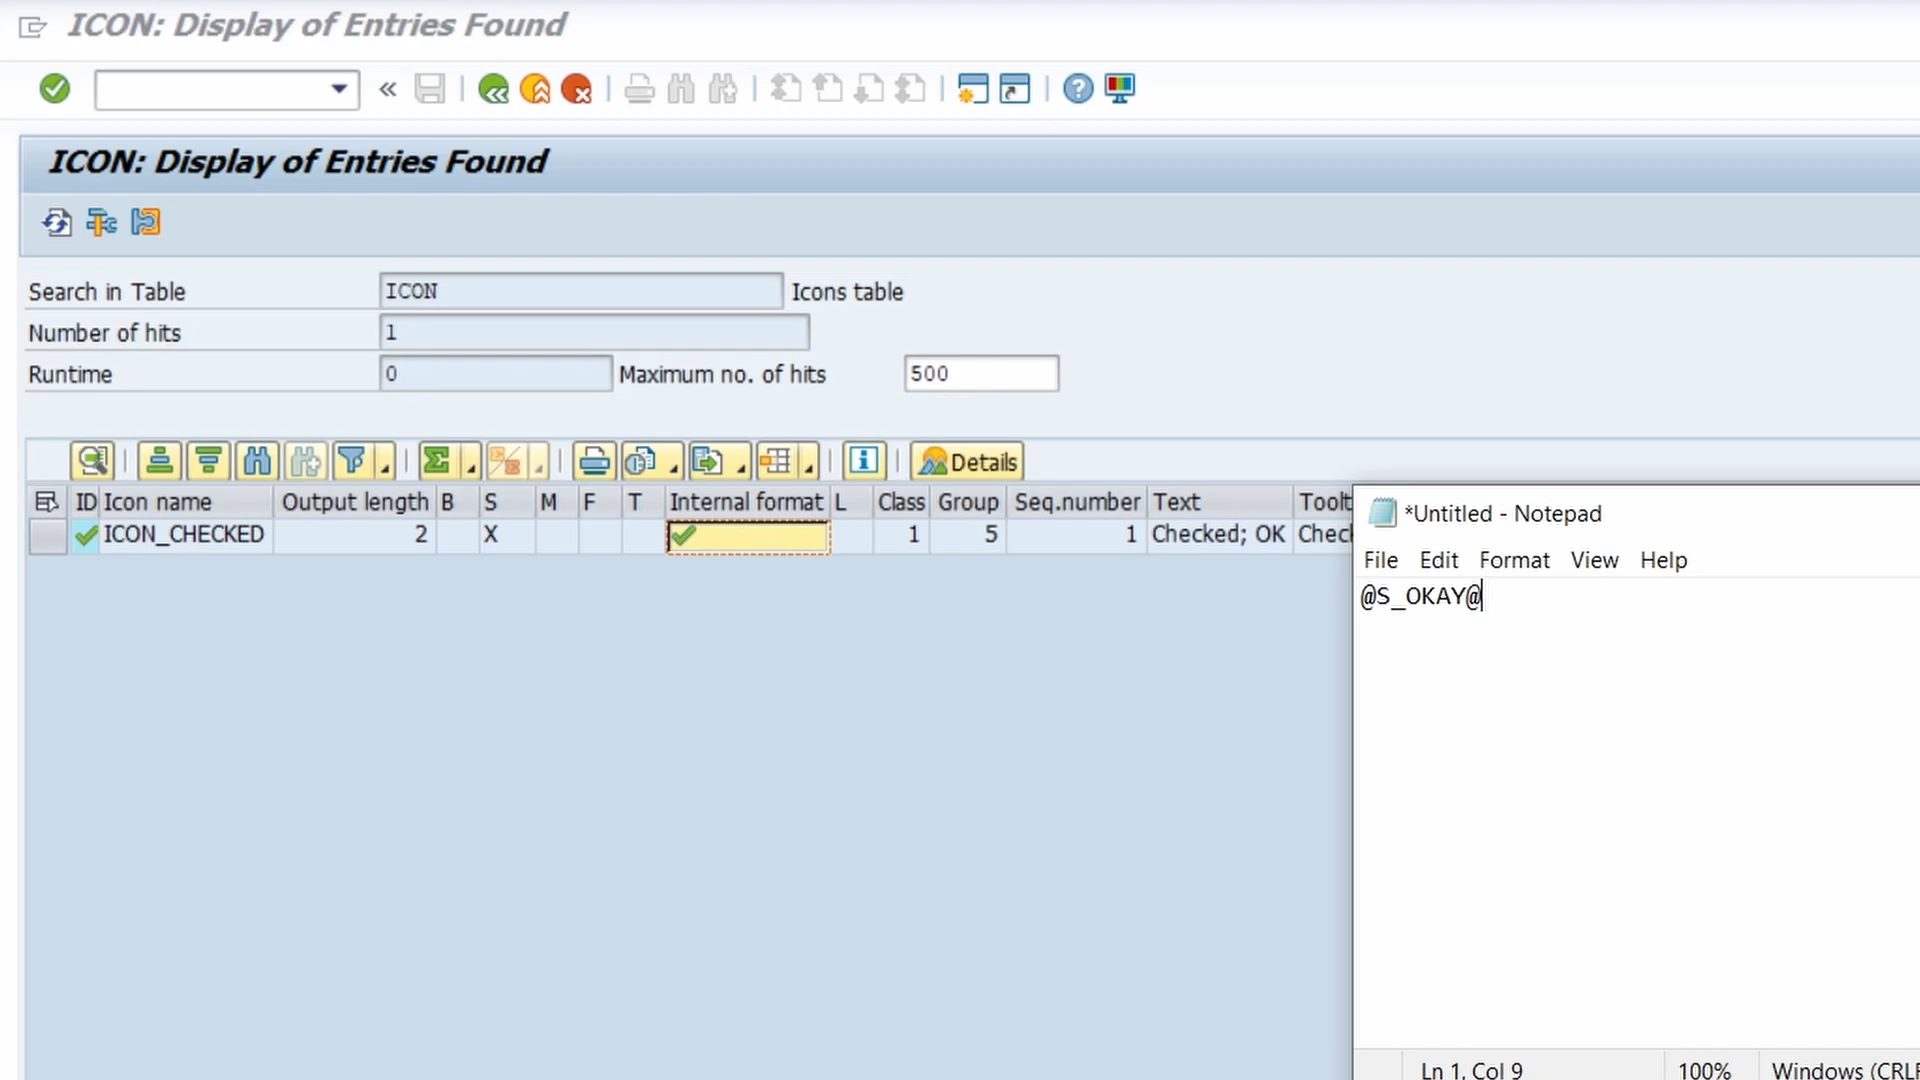 ICON: Display of Entries Found
ICON: Display of Entries Found
Search in Table ICON Icons table
Number of hits 1
Runtime 0 Maximum no. of hits 500
Details
ID Icon name Output length B S M F T Internal format L Class Group Seq.number Text Toolt
ICON_CHECKED 2 X 1 5 1 Checked; OK Check
*Untitled - Notepad
File Edit Format View Help
@S_OKAY@
Ln 1, Col 9 100% Windows (CRLF